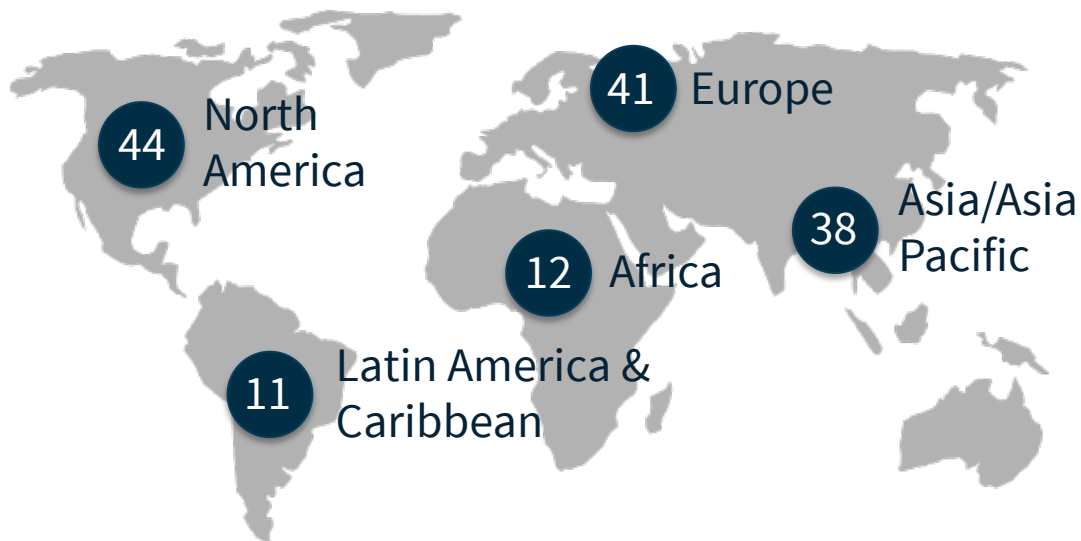 44
North
America
41
Europe
38
Asia/Asia
Pacific
12
Africa
11
Latin America &
Caribbean